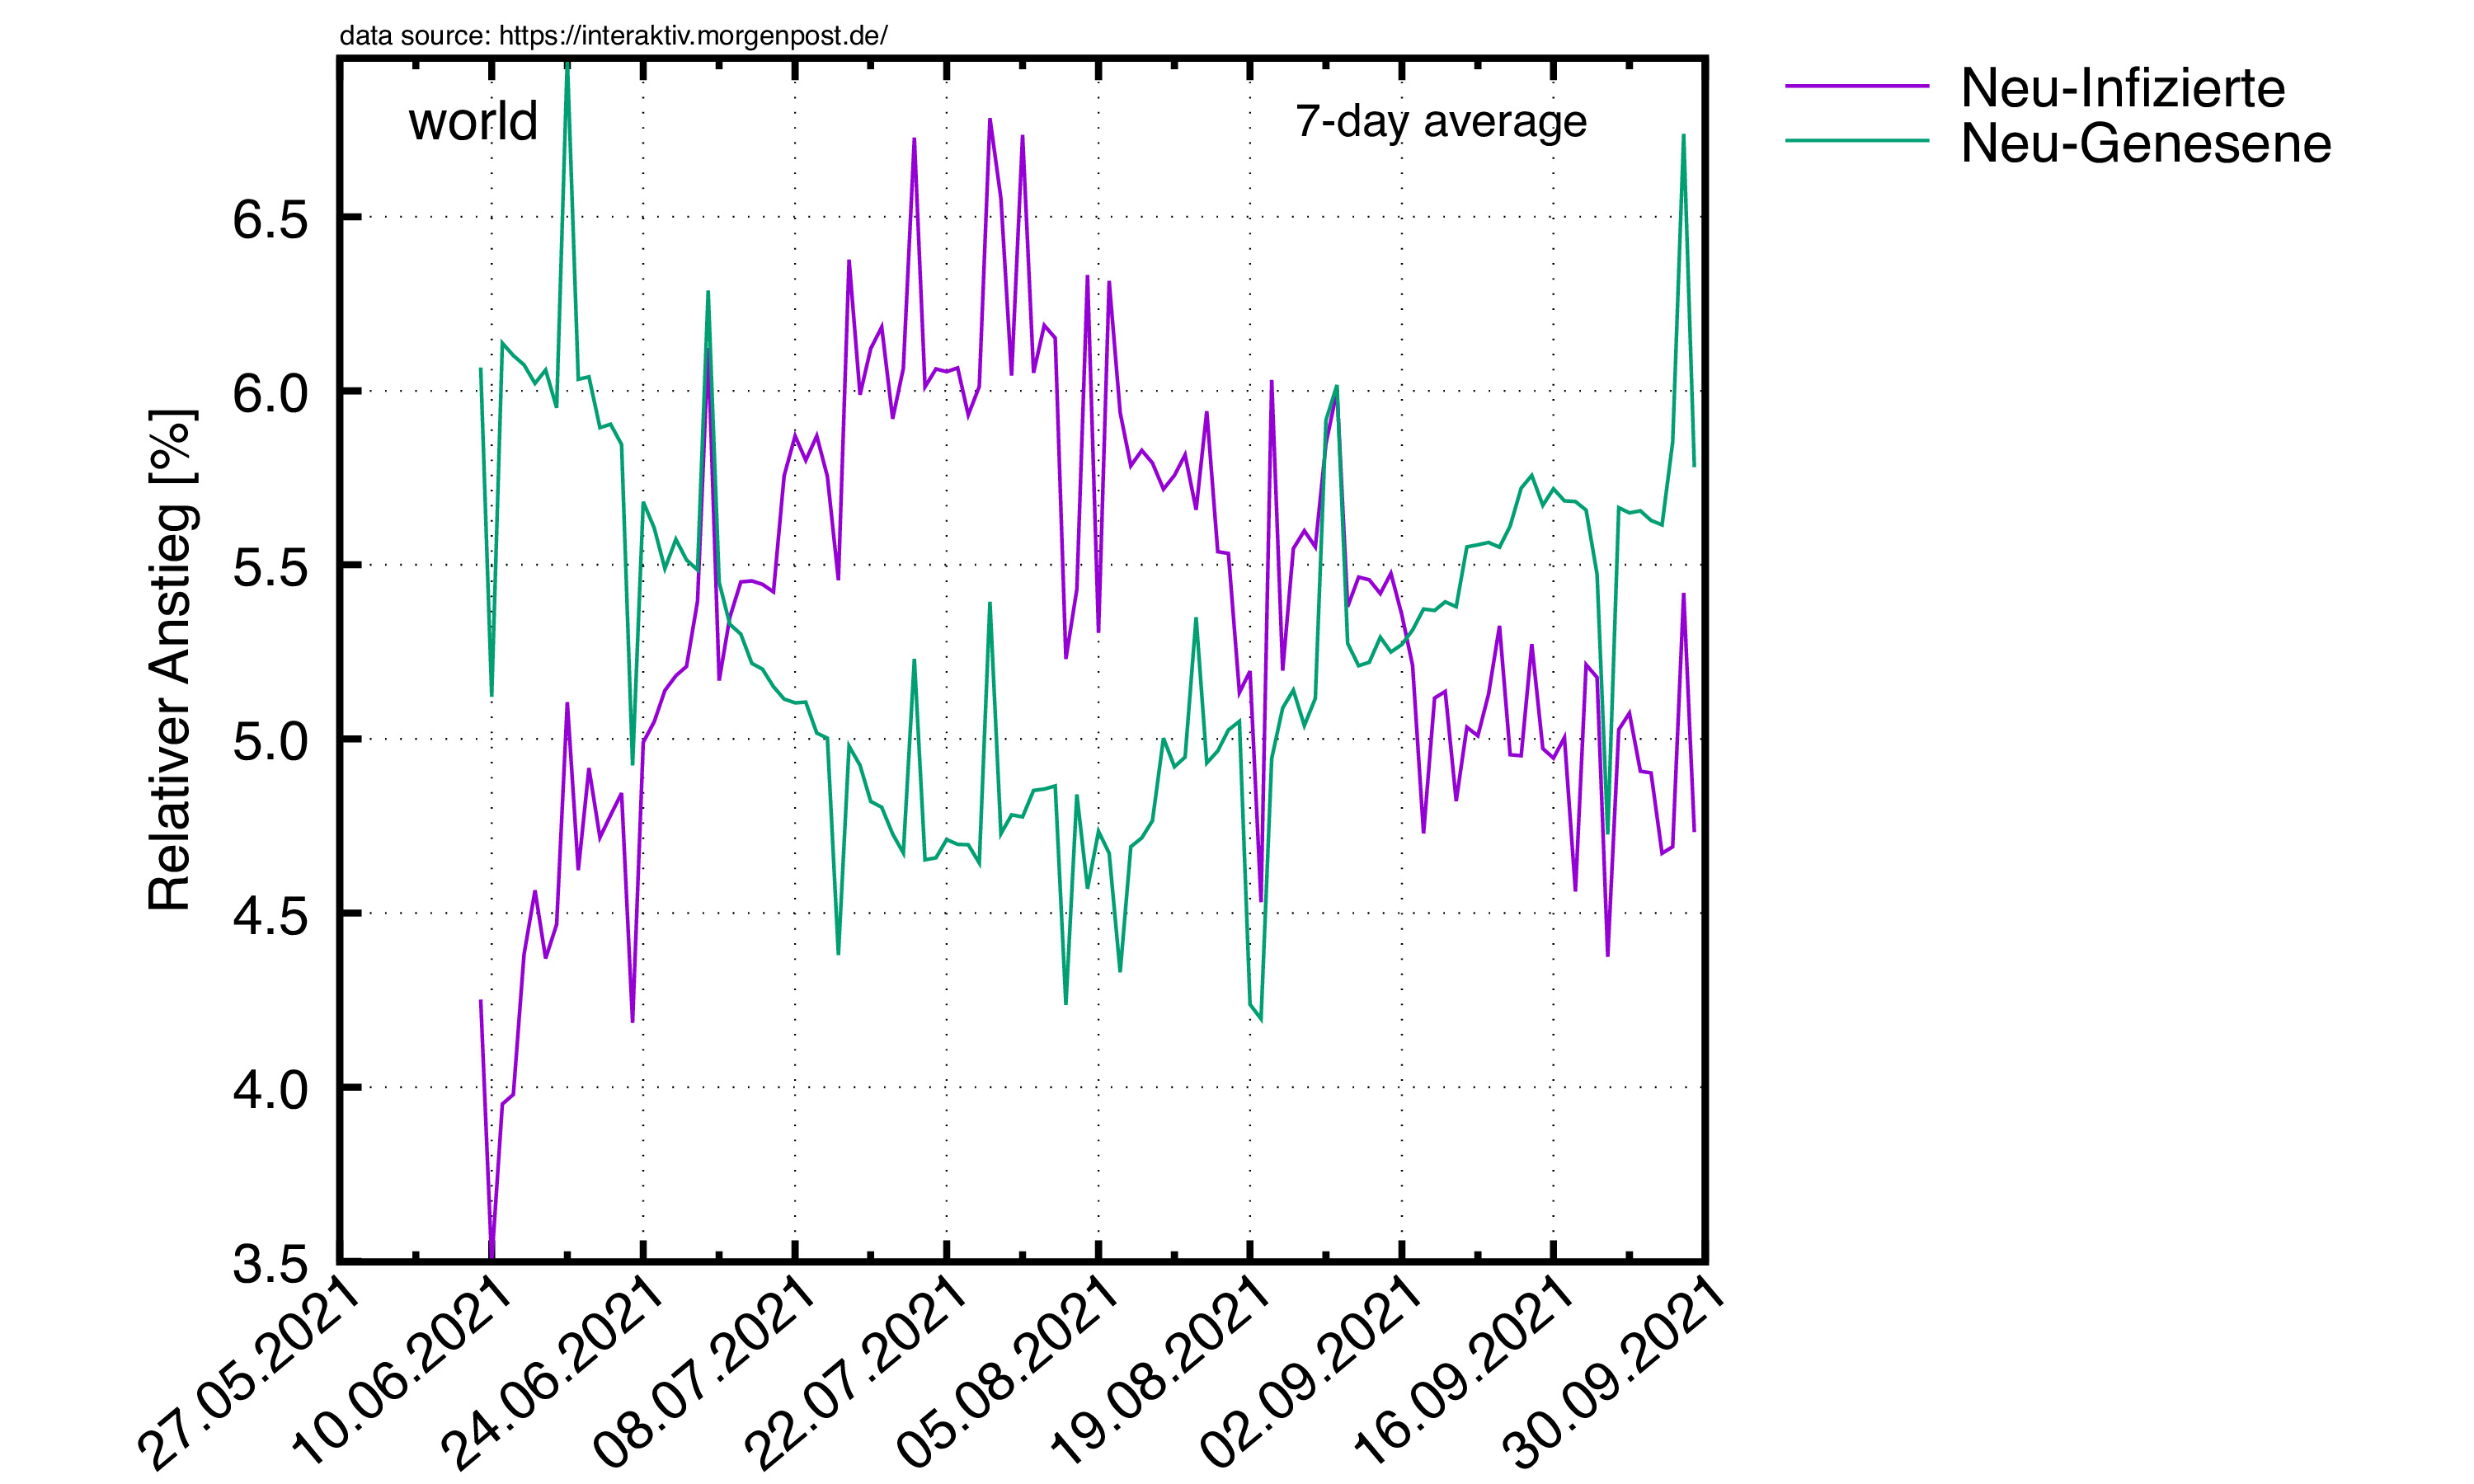 data source: https://interaktiv.morgenpost.de/
world
7-day average
Neu-Infizierte
Neu-Genesene
Relativer Anstieg [%]
6.5
6.0
5.5
5.0
4.5
4.0
3.5
27.05.2021
10.06.2021
24.06.2021
08.07.2021
22.07.2021
05.08.2021
19.08.2021
02.09.2021
16.09.2021
30.09.2021